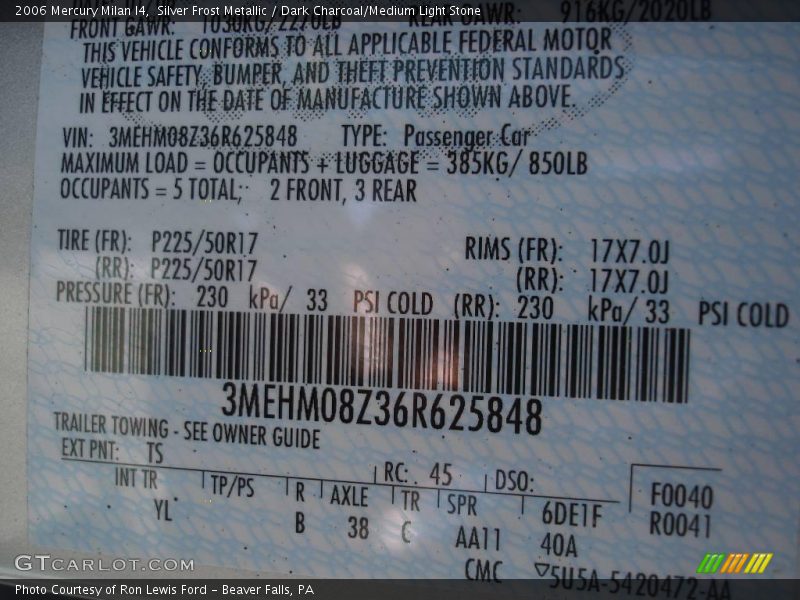 2006 Mercury Milan I4, Silver Frost Metallic / Dark Charcoal/Medium Light Stone
FRONT GAWR: 1030KG/2270LB REAR GAWR: 916KG/2020LB
THIS VEHICLE CONFORMS TO ALL APPLICABLE FEDERAL MOTOR
VEHICLE SAFETY, BUMPER, AND THEFT PREVENTION STANDARDS
IN EFFECT ON THE DATE OF MANUFACTURE SHOWN ABOVE.
VIN: 3MEHM08Z36R625848 TYPE: Passenger Car
MAXIMUM LOAD = OCCUPANTS + LUGGAGE = 385KG/ 850LB
OCCUPANTS = 5 TOTAL; 2 FRONT, 3 REAR
TIRE (FR): P225/50R17 RIMS (FR): 17X7.0J
(RR): P225/50R17 (RR): 17X7.0J
PRESSURE (FR): 230 kPa/ 33 PSI COLD (RR): 230 kPa/ 33 PSI COLD
3MEHM08Z36R625848
TRAILER TOWING - SEE OWNER GUIDE
EXT PNT: TS RC: 45 DSO:
INT TR TP/PS R AXLE TR SPR 6DE1F F0040
YL B 38 C AA11 40A R0041
CMC ▽5U5A-5420472-AA
GTCARLOT.COM
Photo Courtesy of Ron Lewis Ford - Beaver Falls, PA